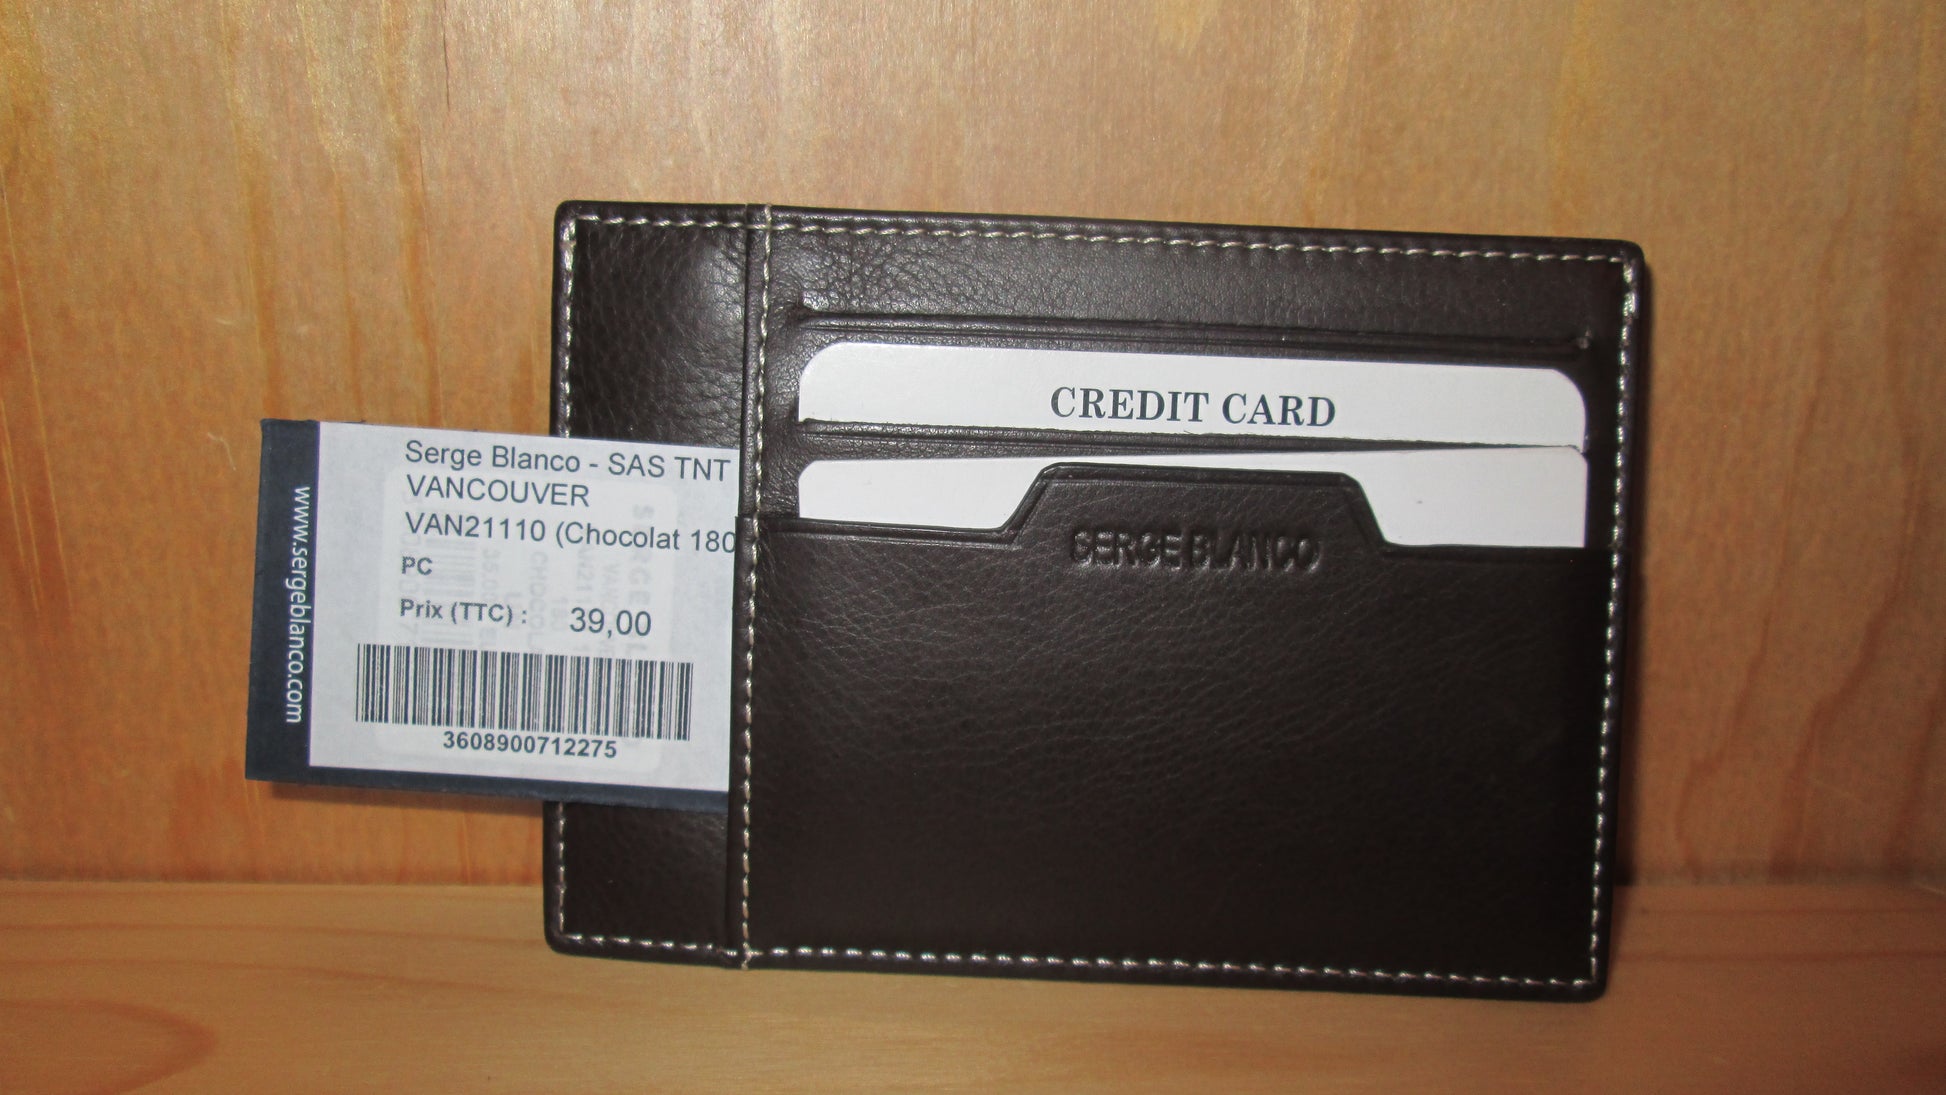 www.sergeblanco.com
Serge Blanco - SAS TNT
VANCOUVER
VAN21110 (Chocolat 180
PC
Prix (TTC) : 39,00
3608900712275
CREDIT CARD
SERGE BLANCO